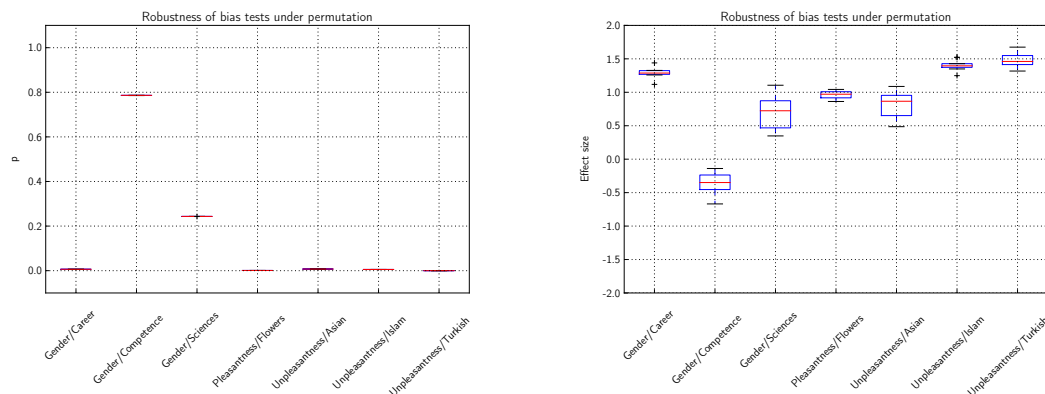 Robustness of bias tests under permutation
1.0
0.8
0.6
0.4
0.2
0.0
p
Gender/Career
Gender/Competence
Gender/Sciences
Pleasantness/Flowers
Unpleasantness/Asian
Unpleasantness/Islam
Unpleasantness/Turkish
Robustness of bias tests under permutation
2.0
1.5
1.0
0.5
0.0
-0.5
-1.0
-1.5
-2.0
Effect size
Gender/Career
Gender/Competence
Gender/Sciences
Pleasantness/Flowers
Unpleasantness/Asian
Unpleasantness/Islam
Unpleasantness/Turkish